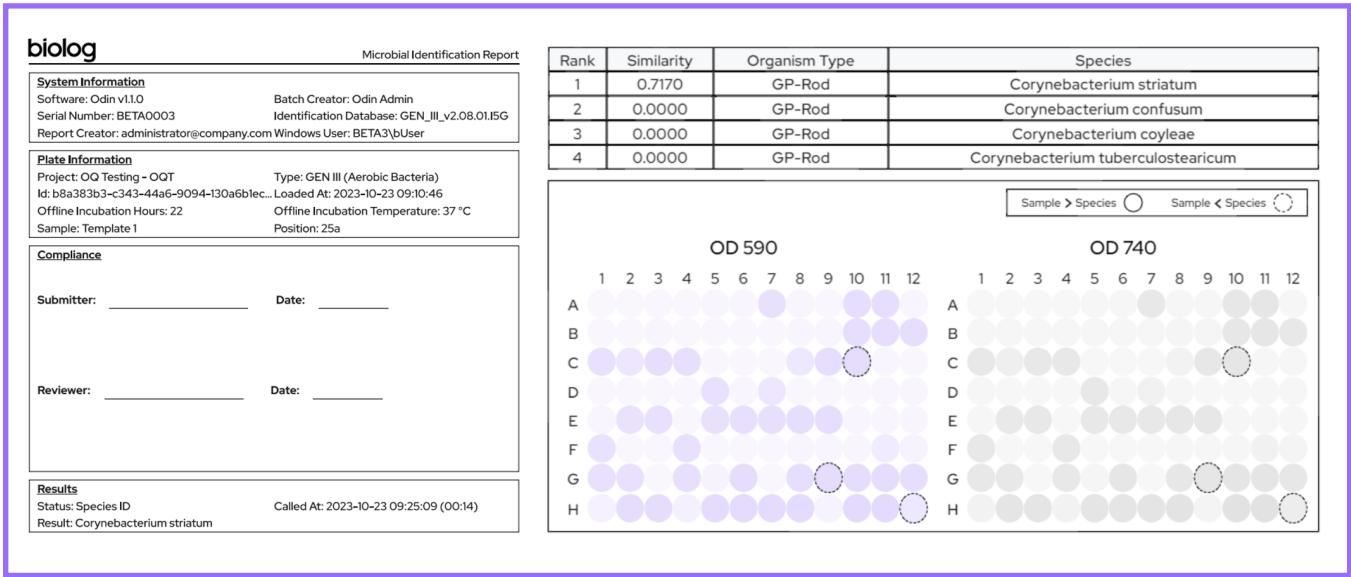 biolog
Microbial Identification Report
System Information
Software: Odin v1.1.0 Batch Creator: Odin Admin
Serial Number: BETA0003 Identification Database: GEN_III_v2.08.01.I5G
Report Creator: administrator@company.com Windows User: BETA3\bUser
Plate Information
Project: OQ Testing - OQT Type: GEN III (Aerobic Bacteria)
Id: b8a383b3-c343-44a6-9094-130a6b1ec... Loaded At: 2023-10-23 09:10:46
Offline Incubation Hours: 22 Offline Incubation Temperature: 37 °C
Sample: Template 1 Position: 25a
Compliance
Submitter: Date:
Reviewer: Date:
Results
Status: Species ID Called At: 2023-10-23 09:25:09 (00:14)
Result: Corynebacterium striatum
Rank Similarity Organism Type Species
1 0.7170 GP-Rod Corynebacterium striatum
2 0.0000 GP-Rod Corynebacterium confusum
3 0.0000 GP-Rod Corynebacterium coyleae
4 0.0000 GP-Rod Corynebacterium tuberculostearicum
Sample > Species Sample < Species
OD 590
1 2 3 4 5 6 7 8 9 10 11 12
A
B
C
D
E
F
G
H
OD 740
1 2 3 4 5 6 7 8 9 10 11 12
A
B
C
D
E
F
G
H